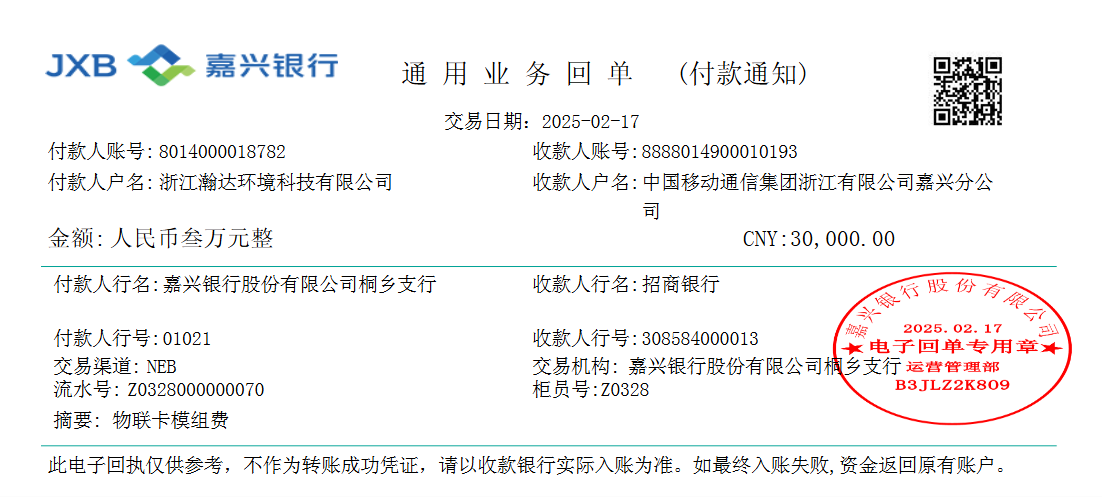 JXB 嘉兴银行
通用业务回单 (付款通知)
交易日期：2025-02-17
付款人账号：8014000018782 收款人账号：8888014900010193
付款人户名：浙江瀚达环境科技有限公司 收款人户名：中国移动通信集团浙江有限公司嘉兴分公
司
金额：人民币叁万元整 CNY:30,000.00
付款人行名：嘉兴银行股份有限公司桐乡支行 收款人行名：招商银行
付款人行号：01021 收款人行号：308584000013
交易渠道：NEB 交易机构：嘉兴银行股份有限公司桐乡支行
流水号：Z0328000000070 柜员号:Z0328
摘要：物联卡模组费
嘉兴银行股份有限公司
2025.02.17
电子回单专用章
运营管理部
B3JLZ2K8O9
此电子回执仅供参考，不作为转账成功凭证，请以收款银行实际入账为准。如最终入账失败,资金返回原有账户。